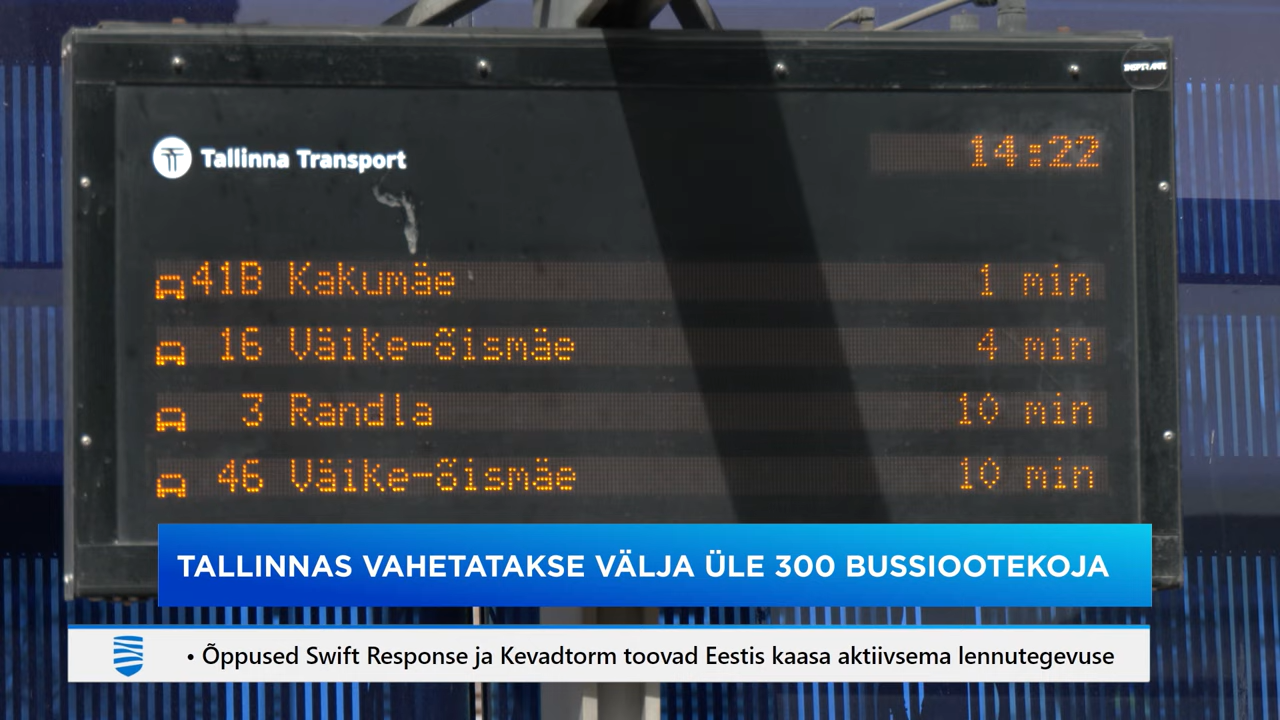 Tallinna Transport
14:22
41B Kakumäe 1 min
16 Väike-Õismäe 4 min
3 Randla 10 min
46 Väike-Õismäe 10 min
TALLINNAS VAHETATAKSE VÄLJA ÜLE 300 BUSSIOOTEKOJA
• Õppused Swift Response ja Kevadtorm toovad Eestis kaasa aktiivsema lennutegevuse